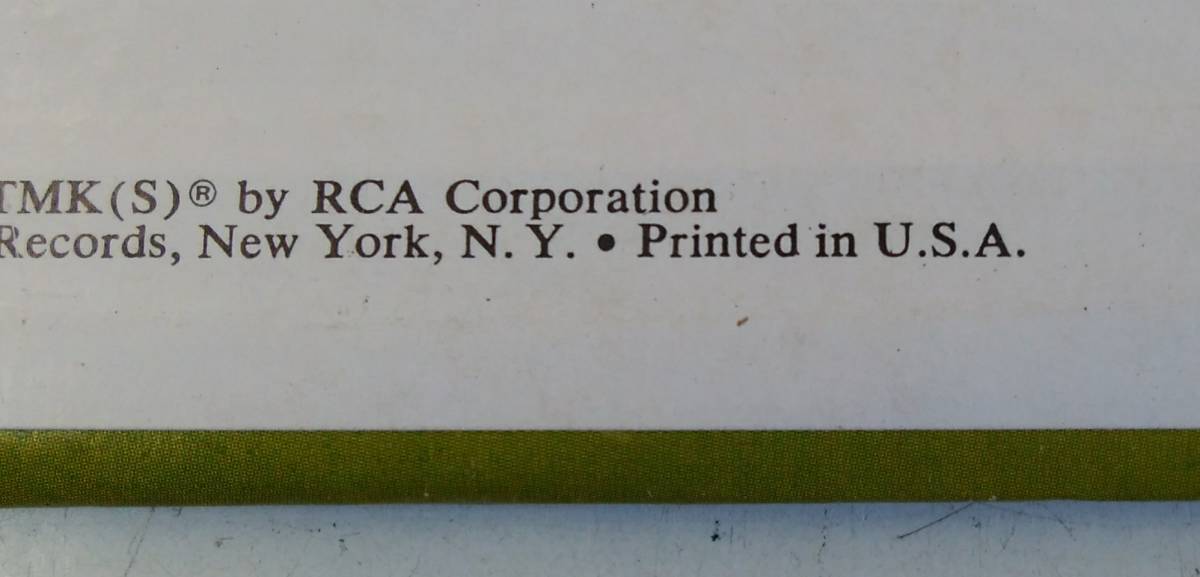 TMK(S)® by RCA Corporation
Records, New York, N. Y. • Printed in U.S.A.